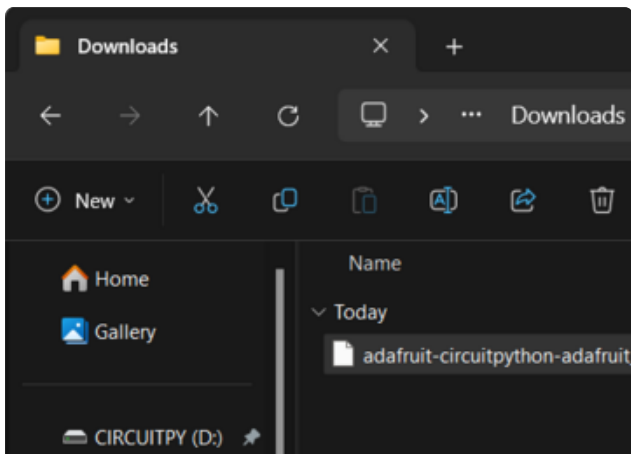 Downloads
Downloads
New
Name
Home
Today
Gallery
adafruit-circuitpython-adafruit
CIRCUITPY (D:)